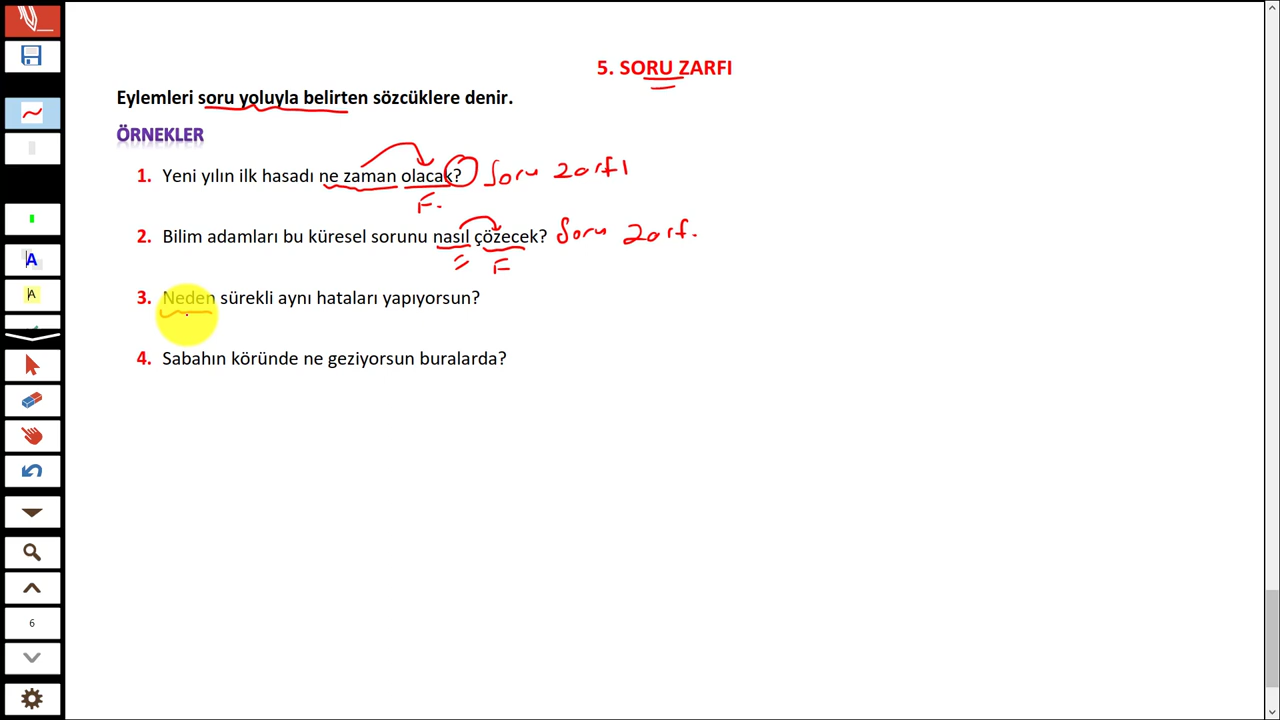 5. SORU ZARFI
Eylemleri soru yoluyla belirten sözcüklere denir.
ÖRNEKLER
1. Yeni yılın ilk hasadı ne zaman olacak? Soru zarfı
F.
2. Bilim adamları bu küresel sorunu nasıl çözecek? Soru zarf.
F
3. Neden sürekli aynı hataları yapıyorsun?
4. Sabahın köründe ne geziyorsun buralarda?
A
A
6